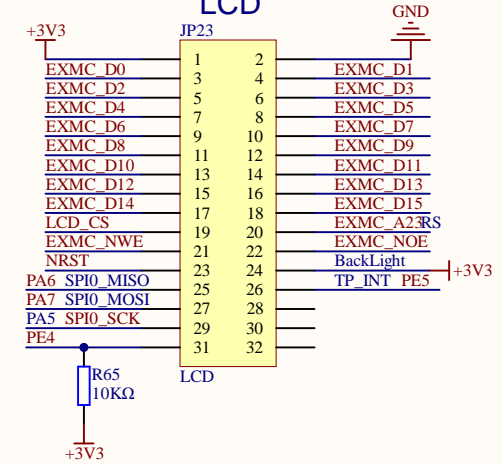 LCD
GND
+3V3 JP23
1 2
EXMC_D0 3 4 EXMC_D1
EXMC_D2 5 6 EXMC_D3
EXMC_D4 7 8 EXMC_D5
EXMC_D6 9 10 EXMC_D7
EXMC_D8 11 12 EXMC_D9
EXMC_D10 13 14 EXMC_D11
EXMC_D12 15 16 EXMC_D13
EXMC_D14 17 18 EXMC_D15
LCD_CS 19 20 EXMC_A23 RS
EXMC_NWE 21 22 EXMC_NOE
NRST 23 24 BackLight +3V3
PA6 SPI0_MISO 25 26 TP_INT PE5
PA7 SPI0_MOSI 27 28
PA5 SPI0_SCK 29 30
PE4 31 32
LCD
R65
10KΩ
+3V3